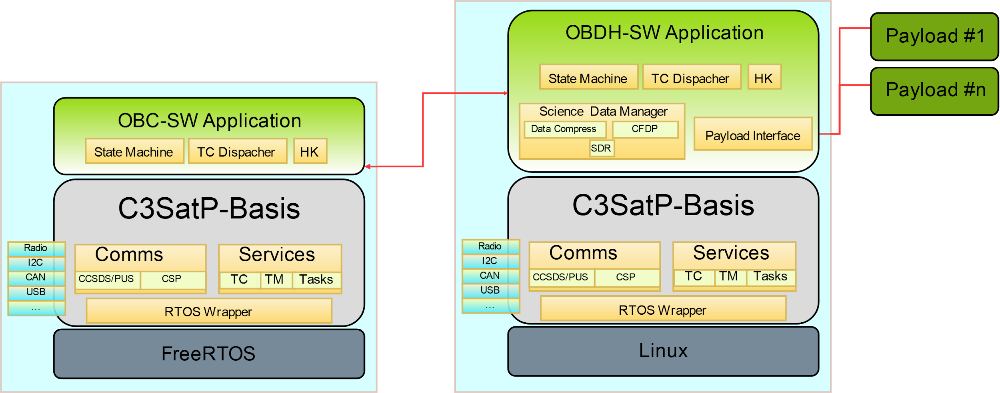 OBC-SW Application
State Machine
TC Dispacher
HK
C3SatP-Basis
Radio
I2C
CAN
USB
...
Comms
CCSDS/PUS
CSP
Services
TC
TM
Tasks
RTOS Wrapper
FreeRTOS
OBDH-SW Application
State Machine
TC Dispacher
HK
Science Data Manager
Data Compress
CFDP
SDR
Payload Interface
C3SatP-Basis
Radio
I2C
CAN
USB
...
Comms
CCSDS/PUS
CSP
Services
TC
TM
Tasks
RTOS Wrapper
Linux
Payload #1
Payload #n